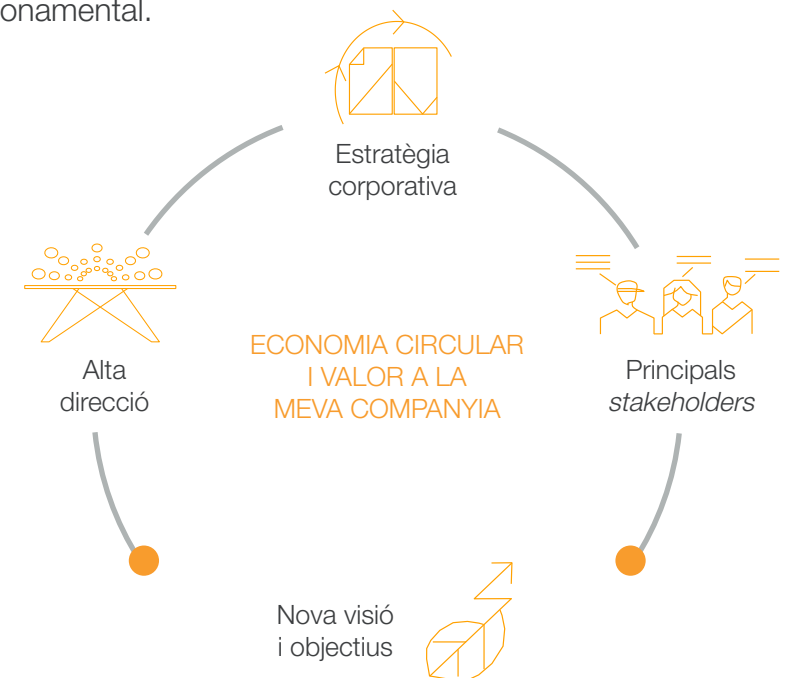 onamental.
Estratègia
corporativa
Alta
direcció
ECONOMIA CIRCULAR
I VALOR A LA
MEVA COMPANYIA
Principals
stakeholders
Nova visió
i objectius